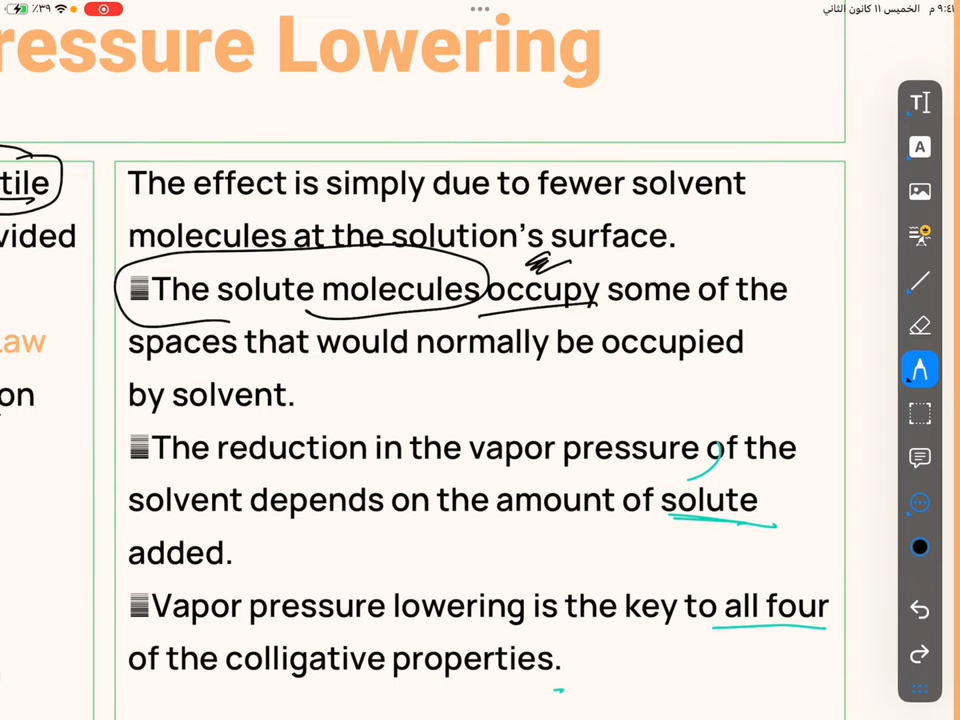 ٪٣٩
٩:٤١ م الخميس ١١ كانون الثاني
ressure Lowering
tile
vided
aw
on
The effect is simply due to fewer solvent
molecules at the solution’s surface.
The solute molecules occupy some of the
spaces that would normally be occupied
by solvent.
The reduction in the vapor pressure of the
solvent depends on the amount of solute
added.
Vapor pressure lowering is the key to all four
of the colligative properties.
T
A